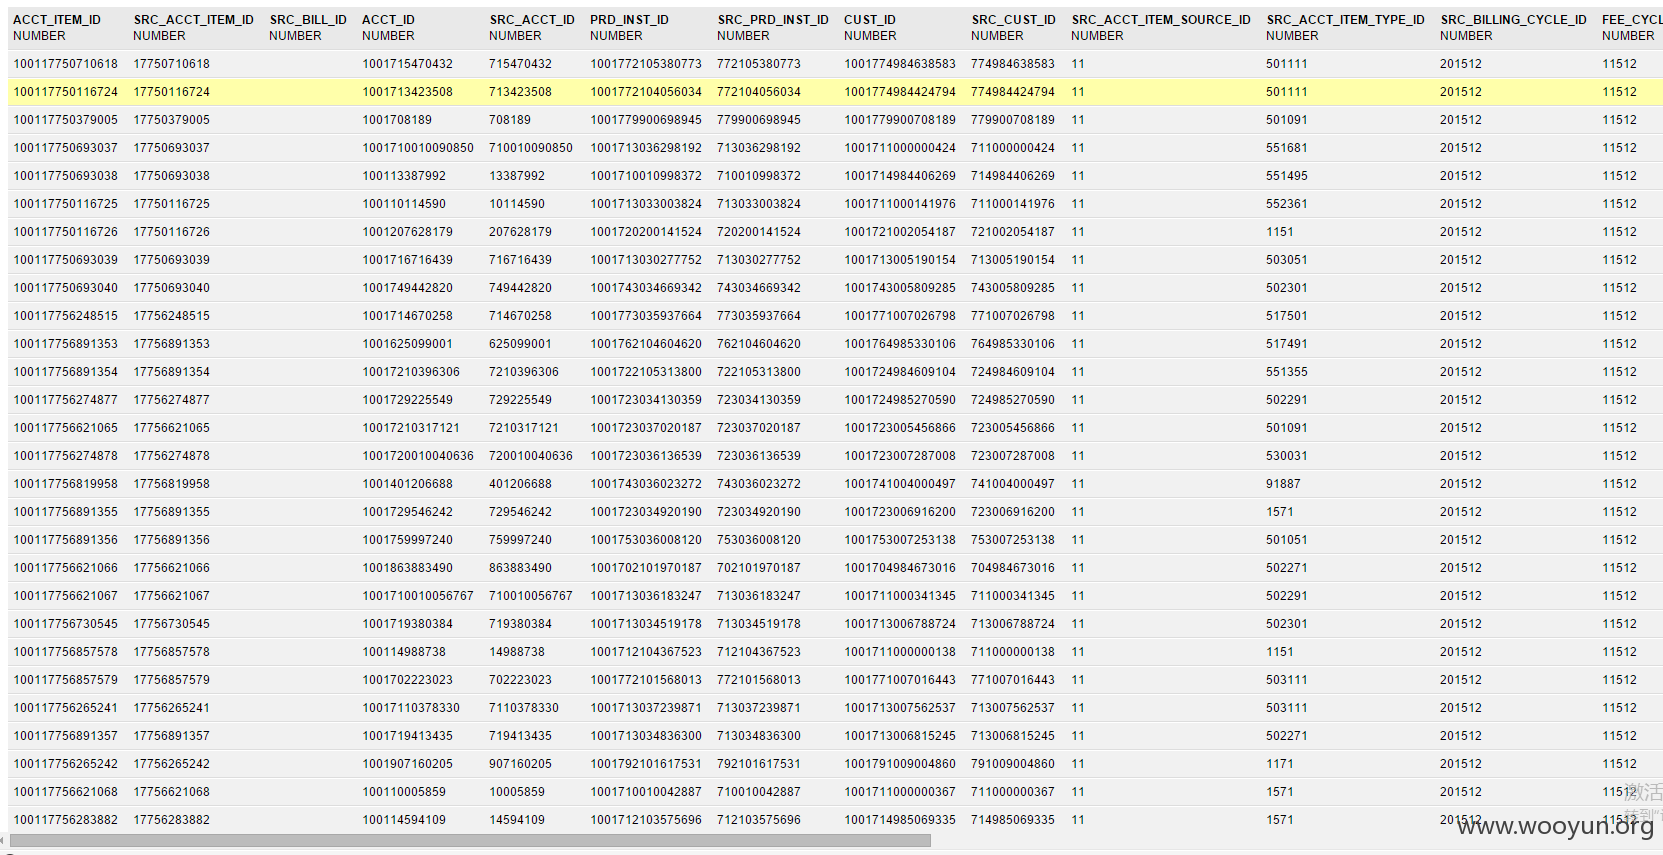 ACCT_ITEM_ID SRC_ACCT_ITEM_ID SRC_BILL_ID ACCT_ID SRC_ACCT_ID PRD_INST_ID SRC_PRD_INST_ID CUST_ID SRC_CUST_ID SRC_ACCT_ITEM_SOURCE_ID SRC_ACCT_ITEM_TYPE_ID SRC_BILLING_CYCLE_ID FEE_CYCL
NUMBER NUMBER NUMBER NUMBER NUMBER NUMBER NUMBER NUMBER NUMBER NUMBER NUMBER NUMBER NUMBER
100117750710618 17750710618 1001715470432 715470432 1001772105380773 772105380773 1001774984638583 774984638583 11 501111 201512 11512
100117750116724 17750116724 1001713423508 713423508 1001772104056034 772104056034 1001774984424794 774984424794 11 501111 201512 11512
100117750379005 17750379005 1001708189 708189 1001779900698945 779900698945 1001779900708189 779900708189 11 501091 201512 11512
100117750693037 17750693037 1001710010090850 710010090850 1001713036298192 713036298192 1001711000000424 711000000424 11 551681 201512 11512
100117750693038 17750693038 100113387992 13387992 1001710010998372 710010998372 1001714984406269 714984406269 11 551495 201512 11512
100117750116725 17750116725 100110114590 10114590 1001713033003824 713033003824 1001711000141976 711000141976 11 552361 201512 11512
100117750116726 17750116726 1001207628179 207628179 1001720200141524 720200141524 1001721002054187 721002054187 11 1151 201512 11512
100117750693039 17750693039 1001716716439 716716439 1001713030277752 713030277752 1001713005190154 713005190154 11 503051 201512 11512
100117750693040 17750693040 1001749442820 749442820 1001743034669342 743034669342 1001743005809285 743005809285 11 502301 201512 11512
100117756248515 17756248515 1001714670258 714670258 1001773035937664 773035937664 1001771007026798 771007026798 11 517501 201512 11512
100117756891353 17756891353 1001625099001 625099001 1001762104604620 762104604620 1001764985330106 764985330106 11 517491 201512 11512
100117756891354 17756891354 10017210396306 7210396306 1001722105313800 722105313800 1001724984609104 724984609104 11 551355 201512 11512
100117756274877 17756274877 1001729225549 729225549 1001723034130359 723034130359 1001724985270590 724985270590 11 502291 201512 11512
100117756621065 17756621065 10017210317121 7210317121 1001723037020187 723037020187 1001723005456866 723005456866 11 501091 201512 11512
100117756274878 17756274878 1001720010040636 720010040636 1001723036136539 723036136539 1001723007287008 723007287008 11 530031 201512 11512
100117756819958 17756819958 1001401206688 401206688 1001743036023272 743036023272 1001741004000497 741004000497 11 91887 201512 11512
100117756891355 17756891355 1001729546242 729546242 1001723034920190 723034920190 1001723006916200 723006916200 11 1571 201512 11512
100117756891356 17756891356 1001759997240 759997240 1001753036008120 753036008120 1001753007253138 753007253138 11 501051 201512 11512
100117756621066 17756621066 1001863883490 863883490 1001702101970187 702101970187 1001704984673016 704984673016 11 502271 201512 11512
100117756621067 17756621067 1001710010056767 710010056767 1001713036183247 713036183247 1001711000341345 711000341345 11 502291 201512 11512
100117756730545 17756730545 1001719380384 719380384 1001713034519178 713034519178 1001713006788724 713006788724 11 502301 201512 11512
100117756857578 17756857578 100114988738 14988738 1001712104367523 712104367523 1001711000000138 711000000138 11 1151 201512 11512
100117756857579 17756857579 1001702223023 702223023 1001772101568013 772101568013 1001771007016443 771007016443 11 503111 201512 11512
100117756265241 17756265241 10017110378330 7110378330 1001713037239871 713037239871 1001713007562537 713007562537 11 503111 201512 11512
100117756891357 17756891357 1001719413435 719413435 1001713034836300 713034836300 1001713006815245 713006815245 11 502271 201512 11512
100117756265242 17756265242 1001907160205 907160205 1001792101617531 792101617531 1001791009004860 791009004860 11 1171 201512 11512
100117756621068 17756621068 100110005859 10005859 1001710010042887 710010042887 1001711000000367 711000000367 11 1571 201512 11512
100117756283882 17756283882 100114594109 14594109 1001712103575696 712103575696 1001714985069335 714985069335 11 1571 201512 11512
激活
转到"
www.wooyun.org